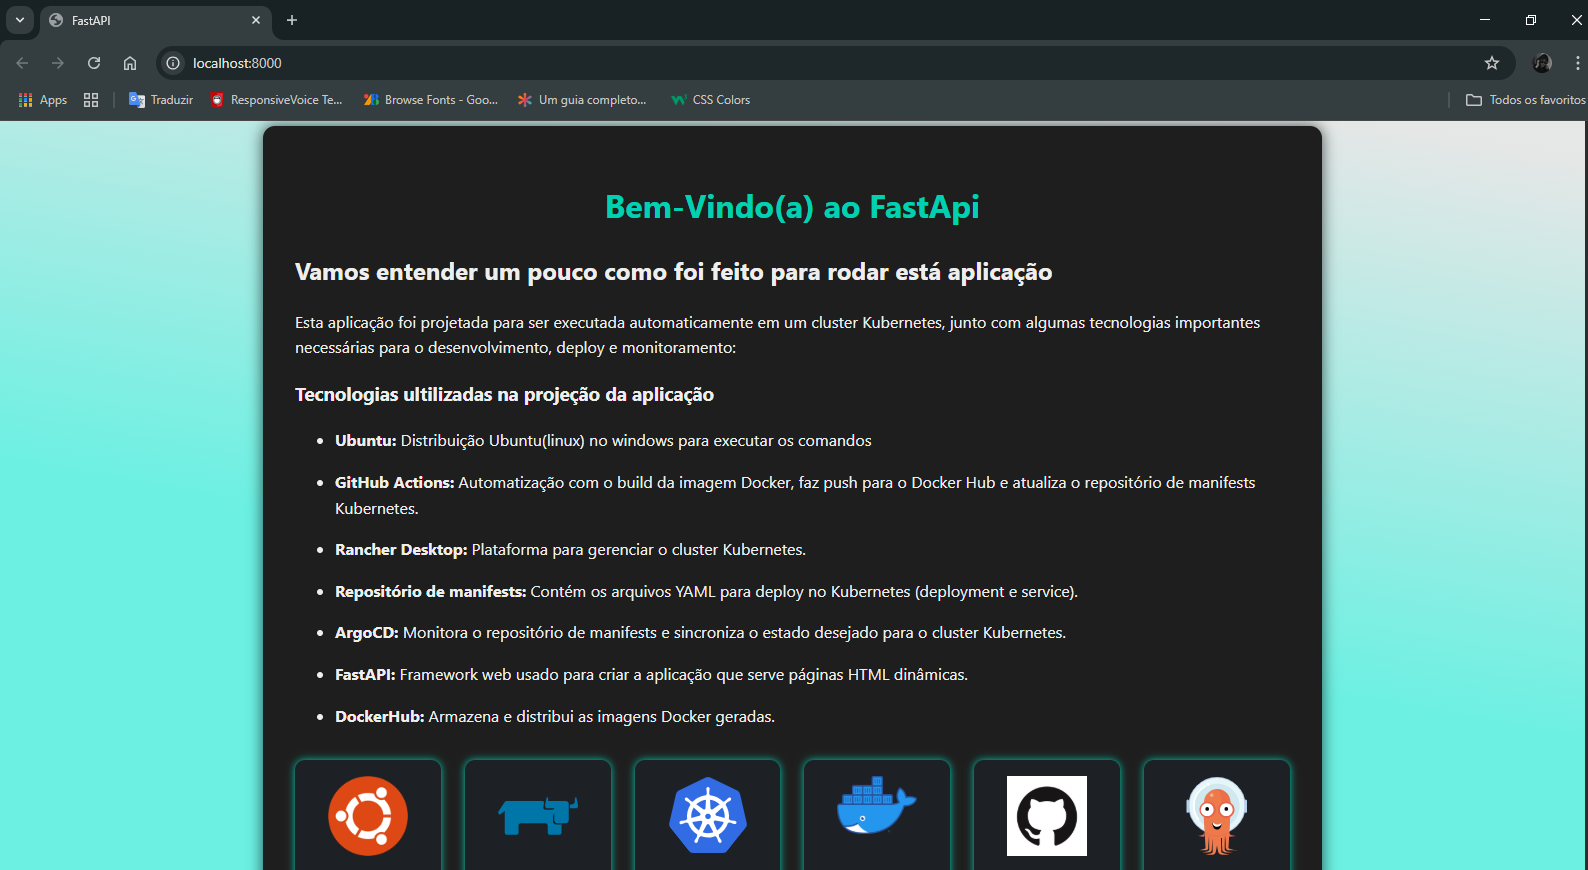 FastAPI
localhost:8000
Apps
Traduzir
ResponsiveVoice Te...
Browse Fonts - Goo...
Um guia completo...
CSS Colors
Todos os favoritos
Bem-Vindo(a) ao FastApi
Vamos entender um pouco como foi feito para rodar está aplicação
Esta aplicação foi projetada para ser executada automaticamente em um cluster Kubernetes, junto com algumas tecnologias importantes
necessárias para o desenvolvimento, deploy e monitoramento:
Tecnologias ultilizadas na projeção da aplicação
• Ubuntu: Distribuição Ubuntu(linux) no windows para executar os comandos
• GitHub Actions: Automatização com o build da imagem Docker, faz push para o Docker Hub e atualiza o repositório de manifests
Kubernetes.
• Rancher Desktop: Plataforma para gerenciar o cluster Kubernetes.
• Repositório de manifests: Contém os arquivos YAML para deploy no Kubernetes (deployment e service).
• ArgoCD: Monitora o repositório de manifests e sincroniza o estado desejado para o cluster Kubernetes.
• FastAPI: Framework web usado para criar a aplicação que serve páginas HTML dinâmicas.
• DockerHub: Armazena e distribui as imagens Docker geradas.